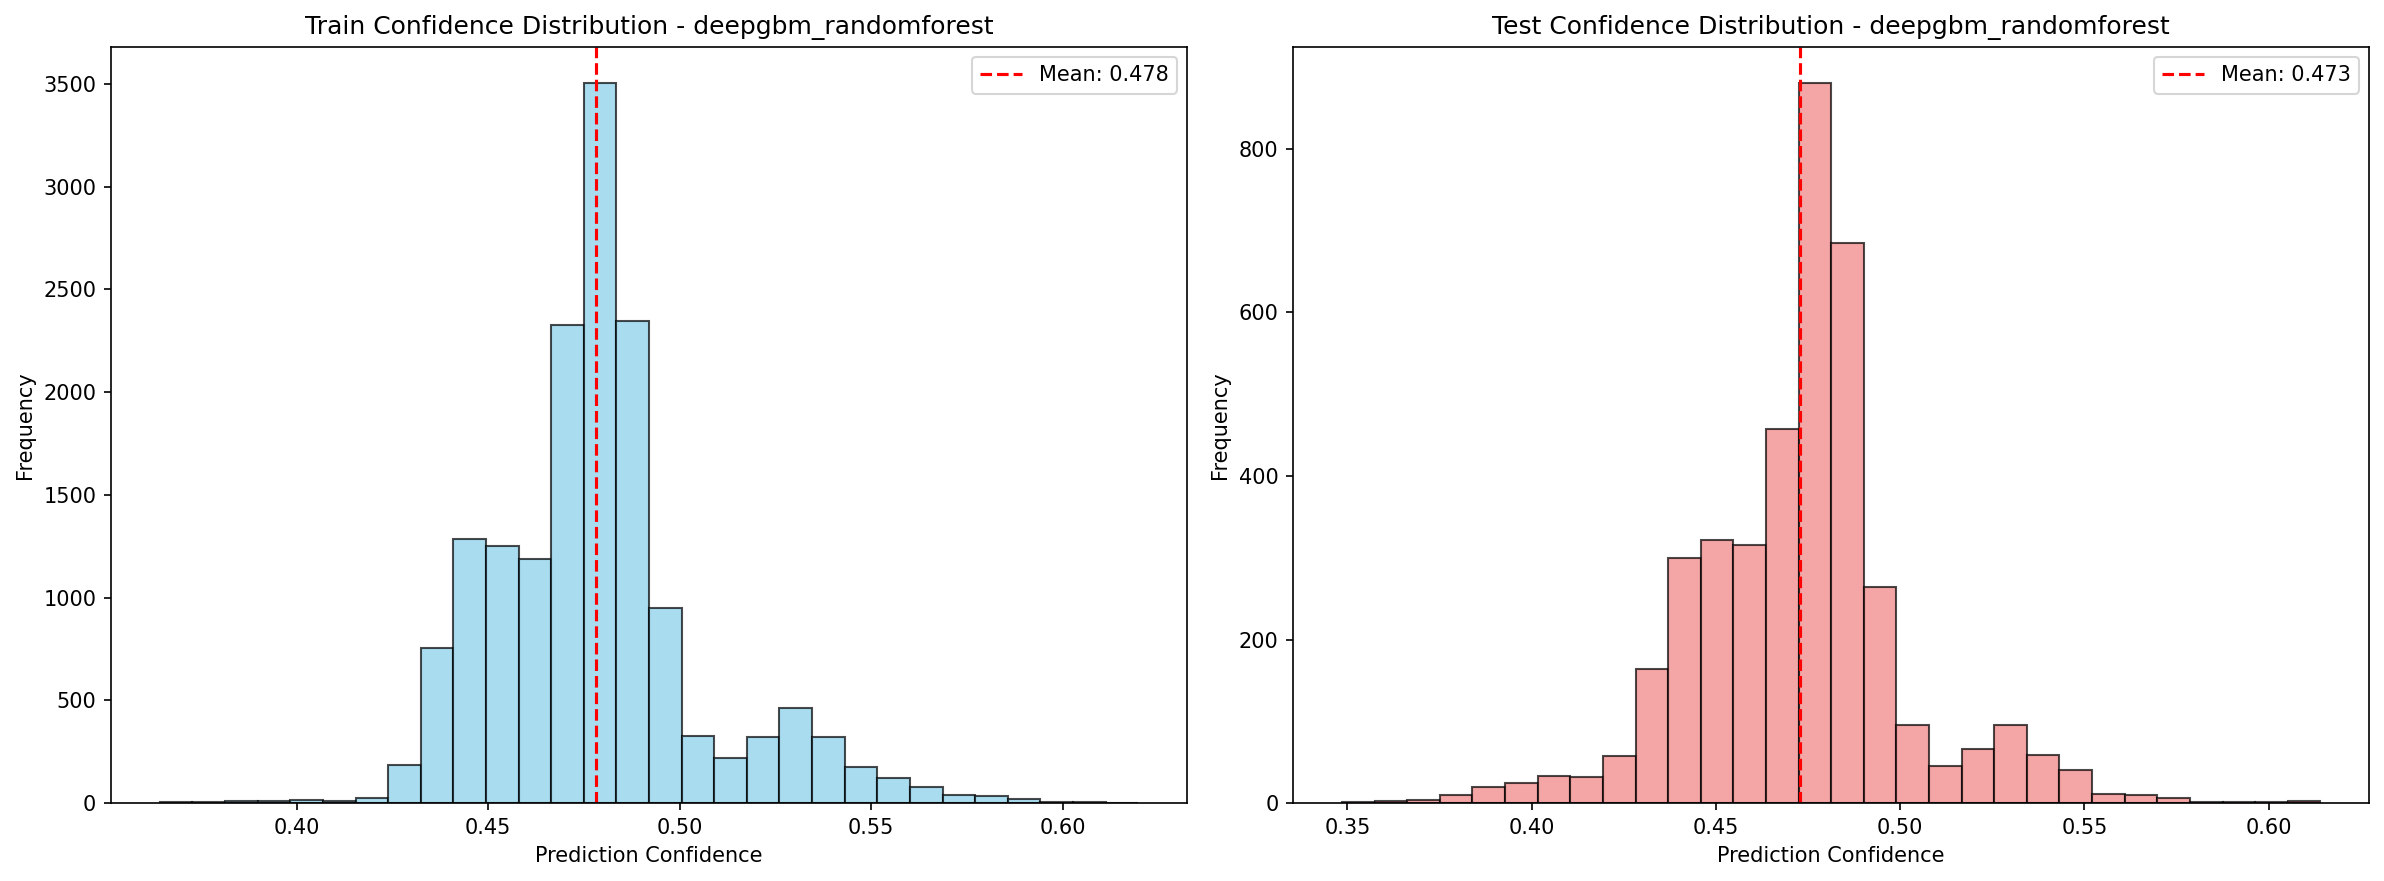 Train Confidence Distribution - deepgbm_randomforest
Mean: 0.478
3500
3000
2500
2000
1500
1000
500
0
Frequency
0.40 0.45 0.50 0.55 0.60
Prediction Confidence
Test Confidence Distribution - deepgbm_randomforest
Mean: 0.473
800
600
400
200
0
Frequency
0.35 0.40 0.45 0.50 0.55 0.60
Prediction Confidence